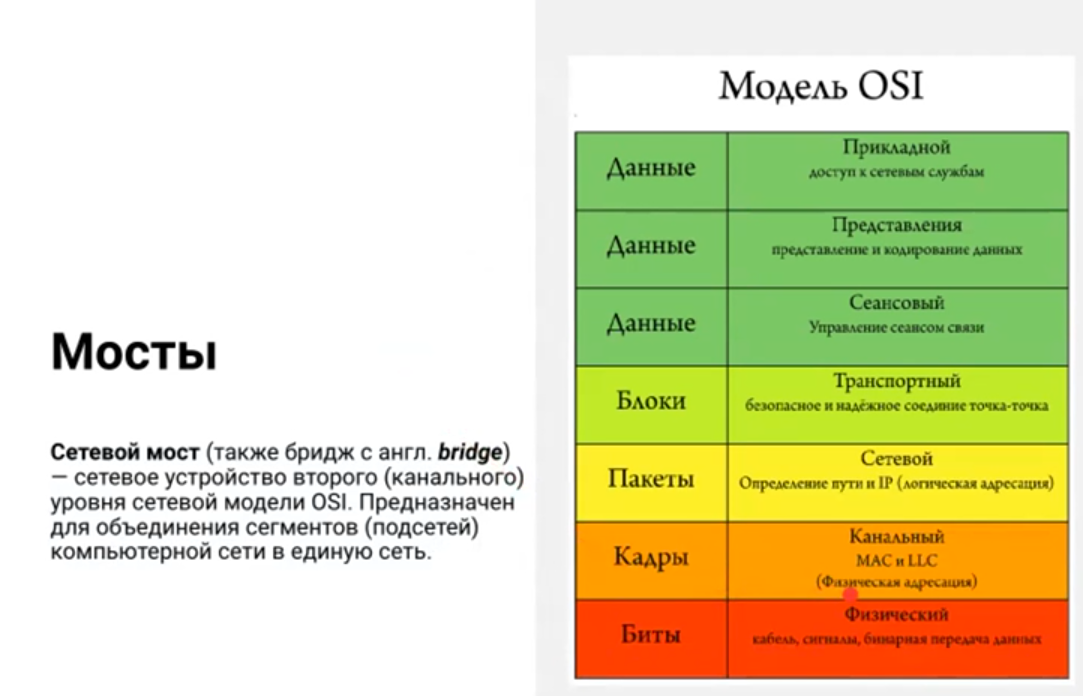 Мосты
Сетевой мост (также бридж с англ. bridge)
— сетевое устройство второго (канального)
уровня сетевой модели OSI. Предназначен
для объединения сегментов (подсетей)
компьютерной сети в единую сеть.
Модель OSI
Данные
Прикладной
доступ к сетевым службам
Данные
Представления
представление и кодирование данных
Данные
Сеансовый
Управление сеансом связи
Блоки
Транспортный
безопасное и надёжное соединие точка-точка
Пакеты
Сетевой
Определение пути и IP (логическая адресация)
Кадры
Канальный
MAC и LLC
(Физическая адресация)
Биты
Физический
кабель, сигналы, бинарная передача данных